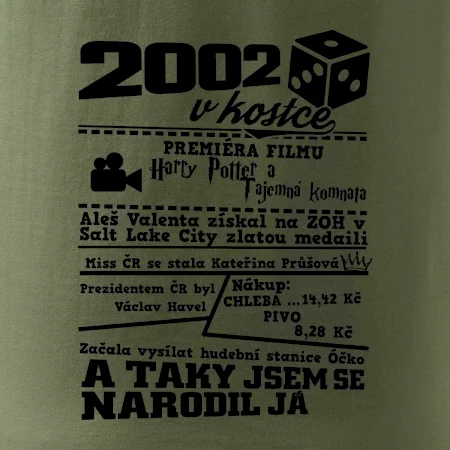 2002
v kostce
PREMIÉRA FILMU
Harry Potter a
Tajemná komnata
Aleš Valenta získal na ZOH v
Salt Lake City zlatou medaili
Miss ČR se stala Kateřina Průšová
Prezidentem ČR byl
Václav Havel
Nákup:
CHLEBA ...14,42 Kč
PIVO
8,28 Kč
Začala vysílat hudební stanice Óčko
A TAKY JSEM SE
NARODIL JÁ